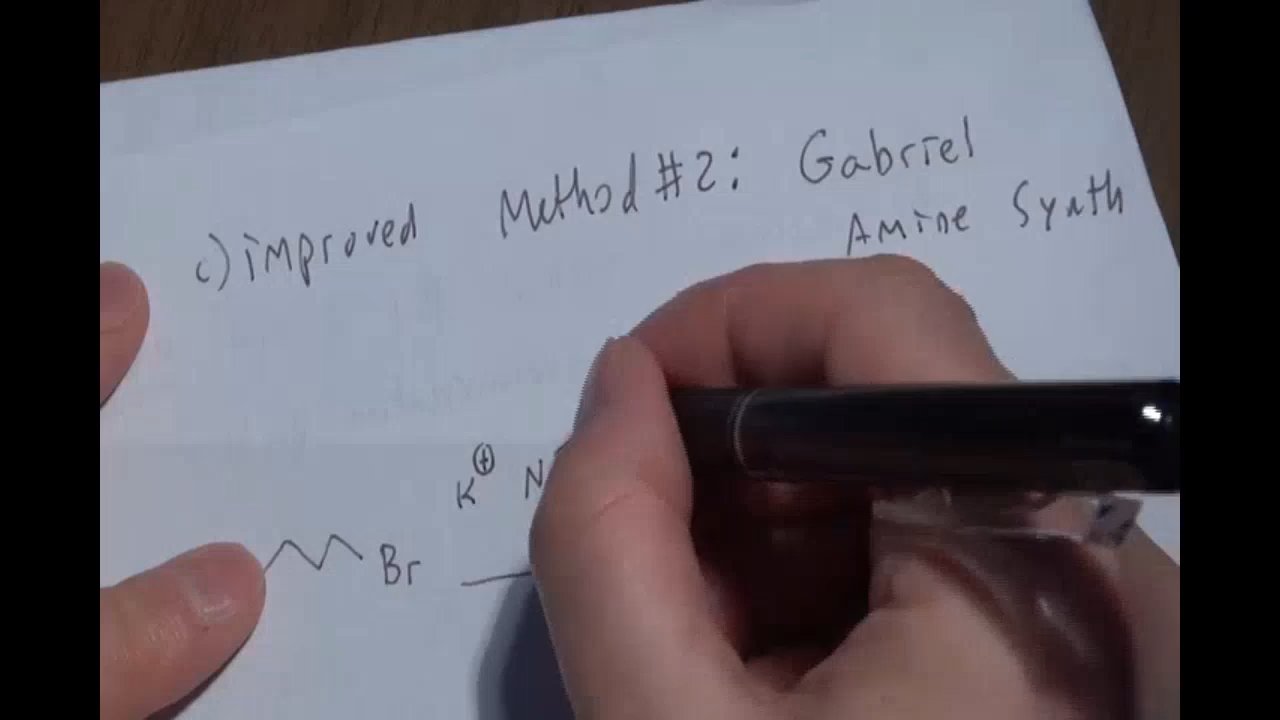 c) improved Method #2: Gabriel
Amine Synth
K⊕ N
Br